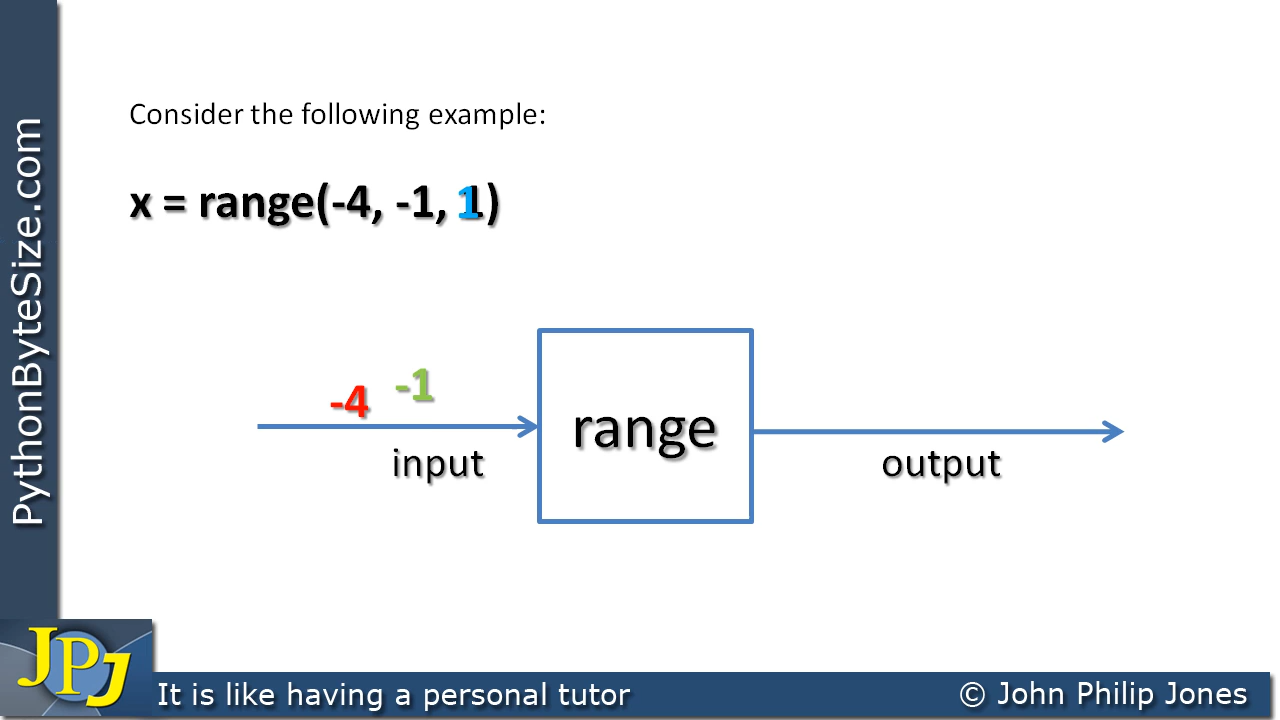 PythonByteSize.com
Consider the following example:
x = range(-4, -1, 1)
-4 -1
range
input
output
JPJ
It is like having a personal tutor
© John Philip Jones